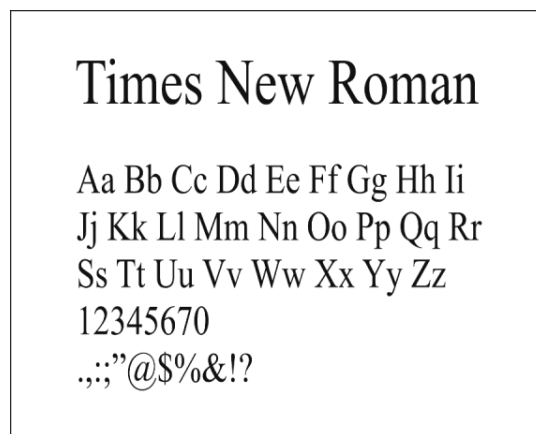 Times New Roman
Aa Bb Cc Dd Ee Ff Gg Hh Ii
Jj Kk Ll Mm Nn Oo Pp Qq Rr
Ss Tt Uu Vv Ww Xx Yy Zz
12345670
.,:;”@$%&!?